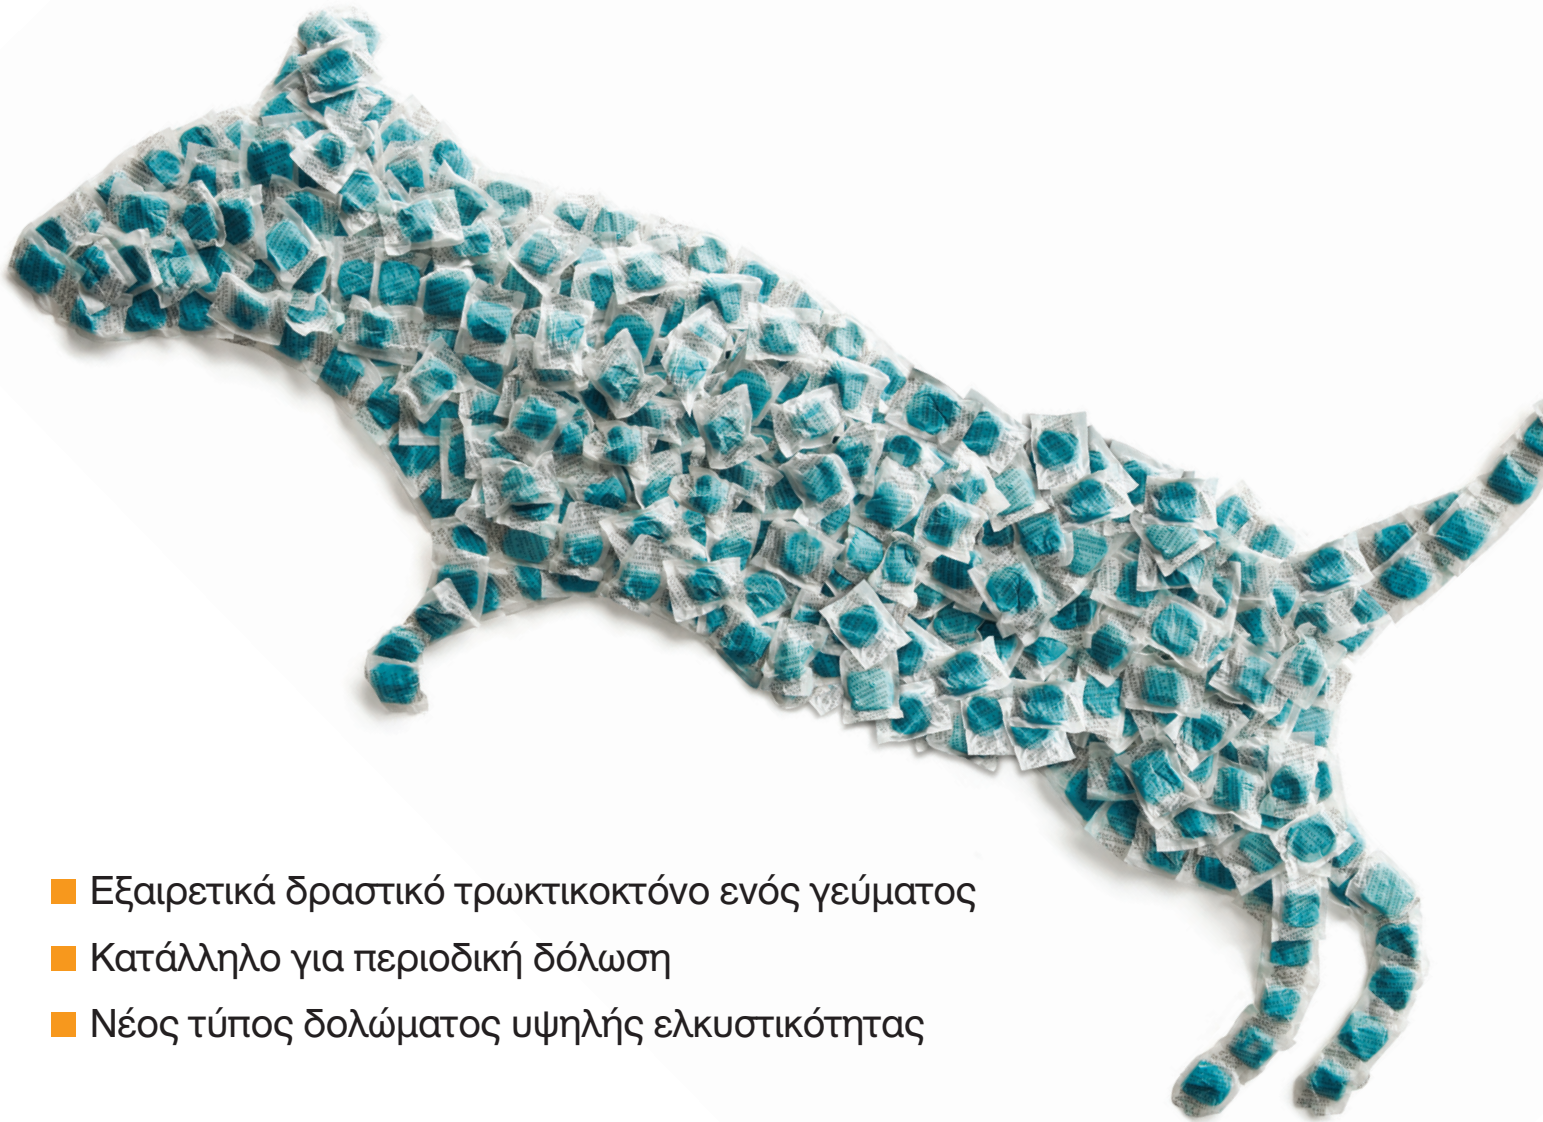 Εξαιρετικά δραστικό τρωκτικοκτόνο ενός γεύματος
Κατάλληλο για περιοδική δόλωση
Νέος τύπος δολώματος υψηλής ελκυστικότητας